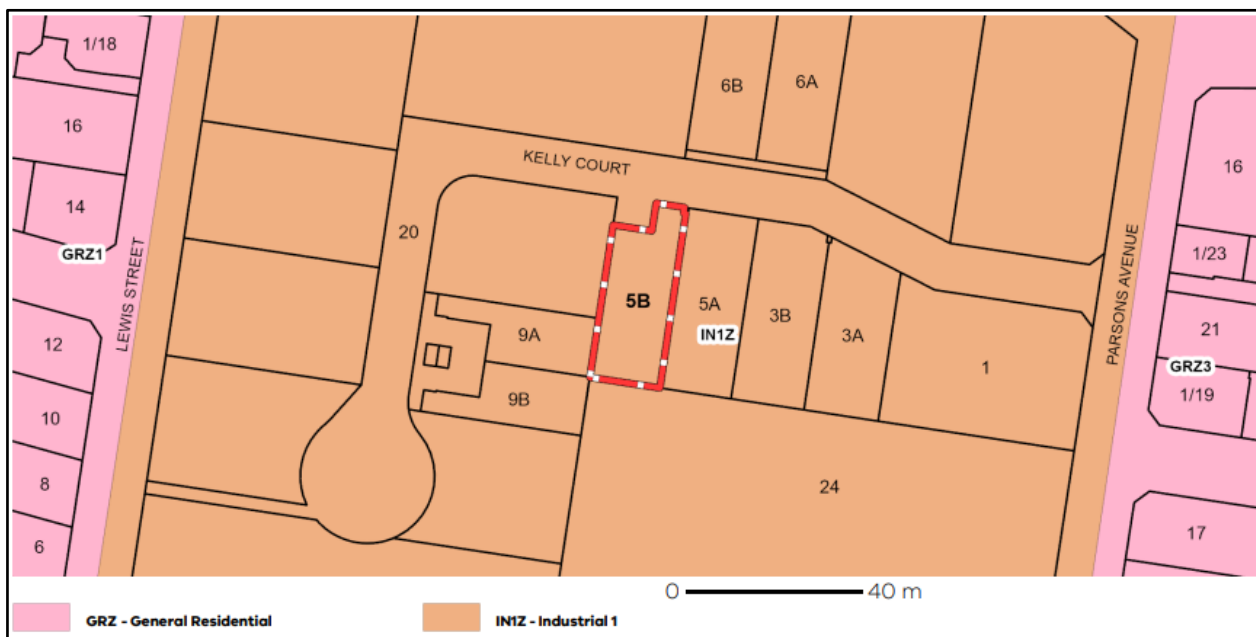 1/18
6B
6A
16
KELLY COURT
16
14
GRZ1
20
1/23
LEWIS STREET
5B
5A
9A
3B
IN1Z
3A
PARSONS AVENUE
21
12
1
GRZ3
1/19
9B
10
24
8
17
6
0 40 m
GRZ - General Residential
IN1Z - Industrial 1